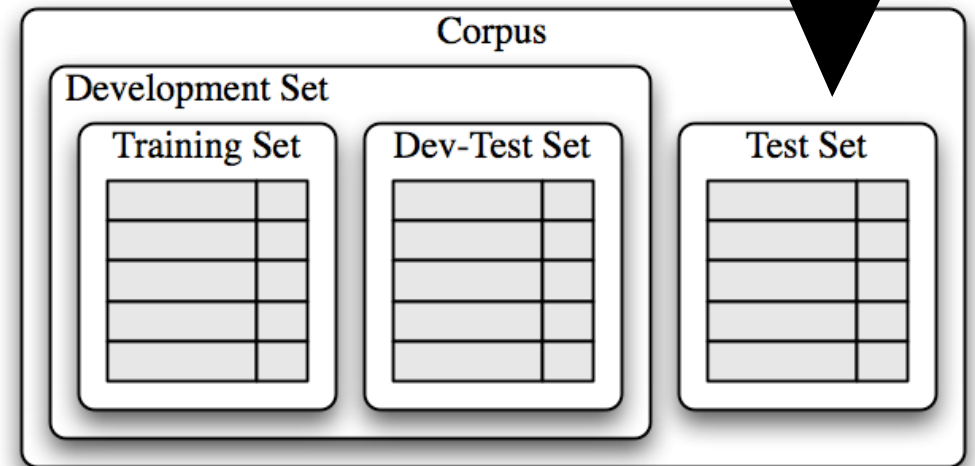 Corpus
Development Set
Training Set
Dev-Test Set
Test Set